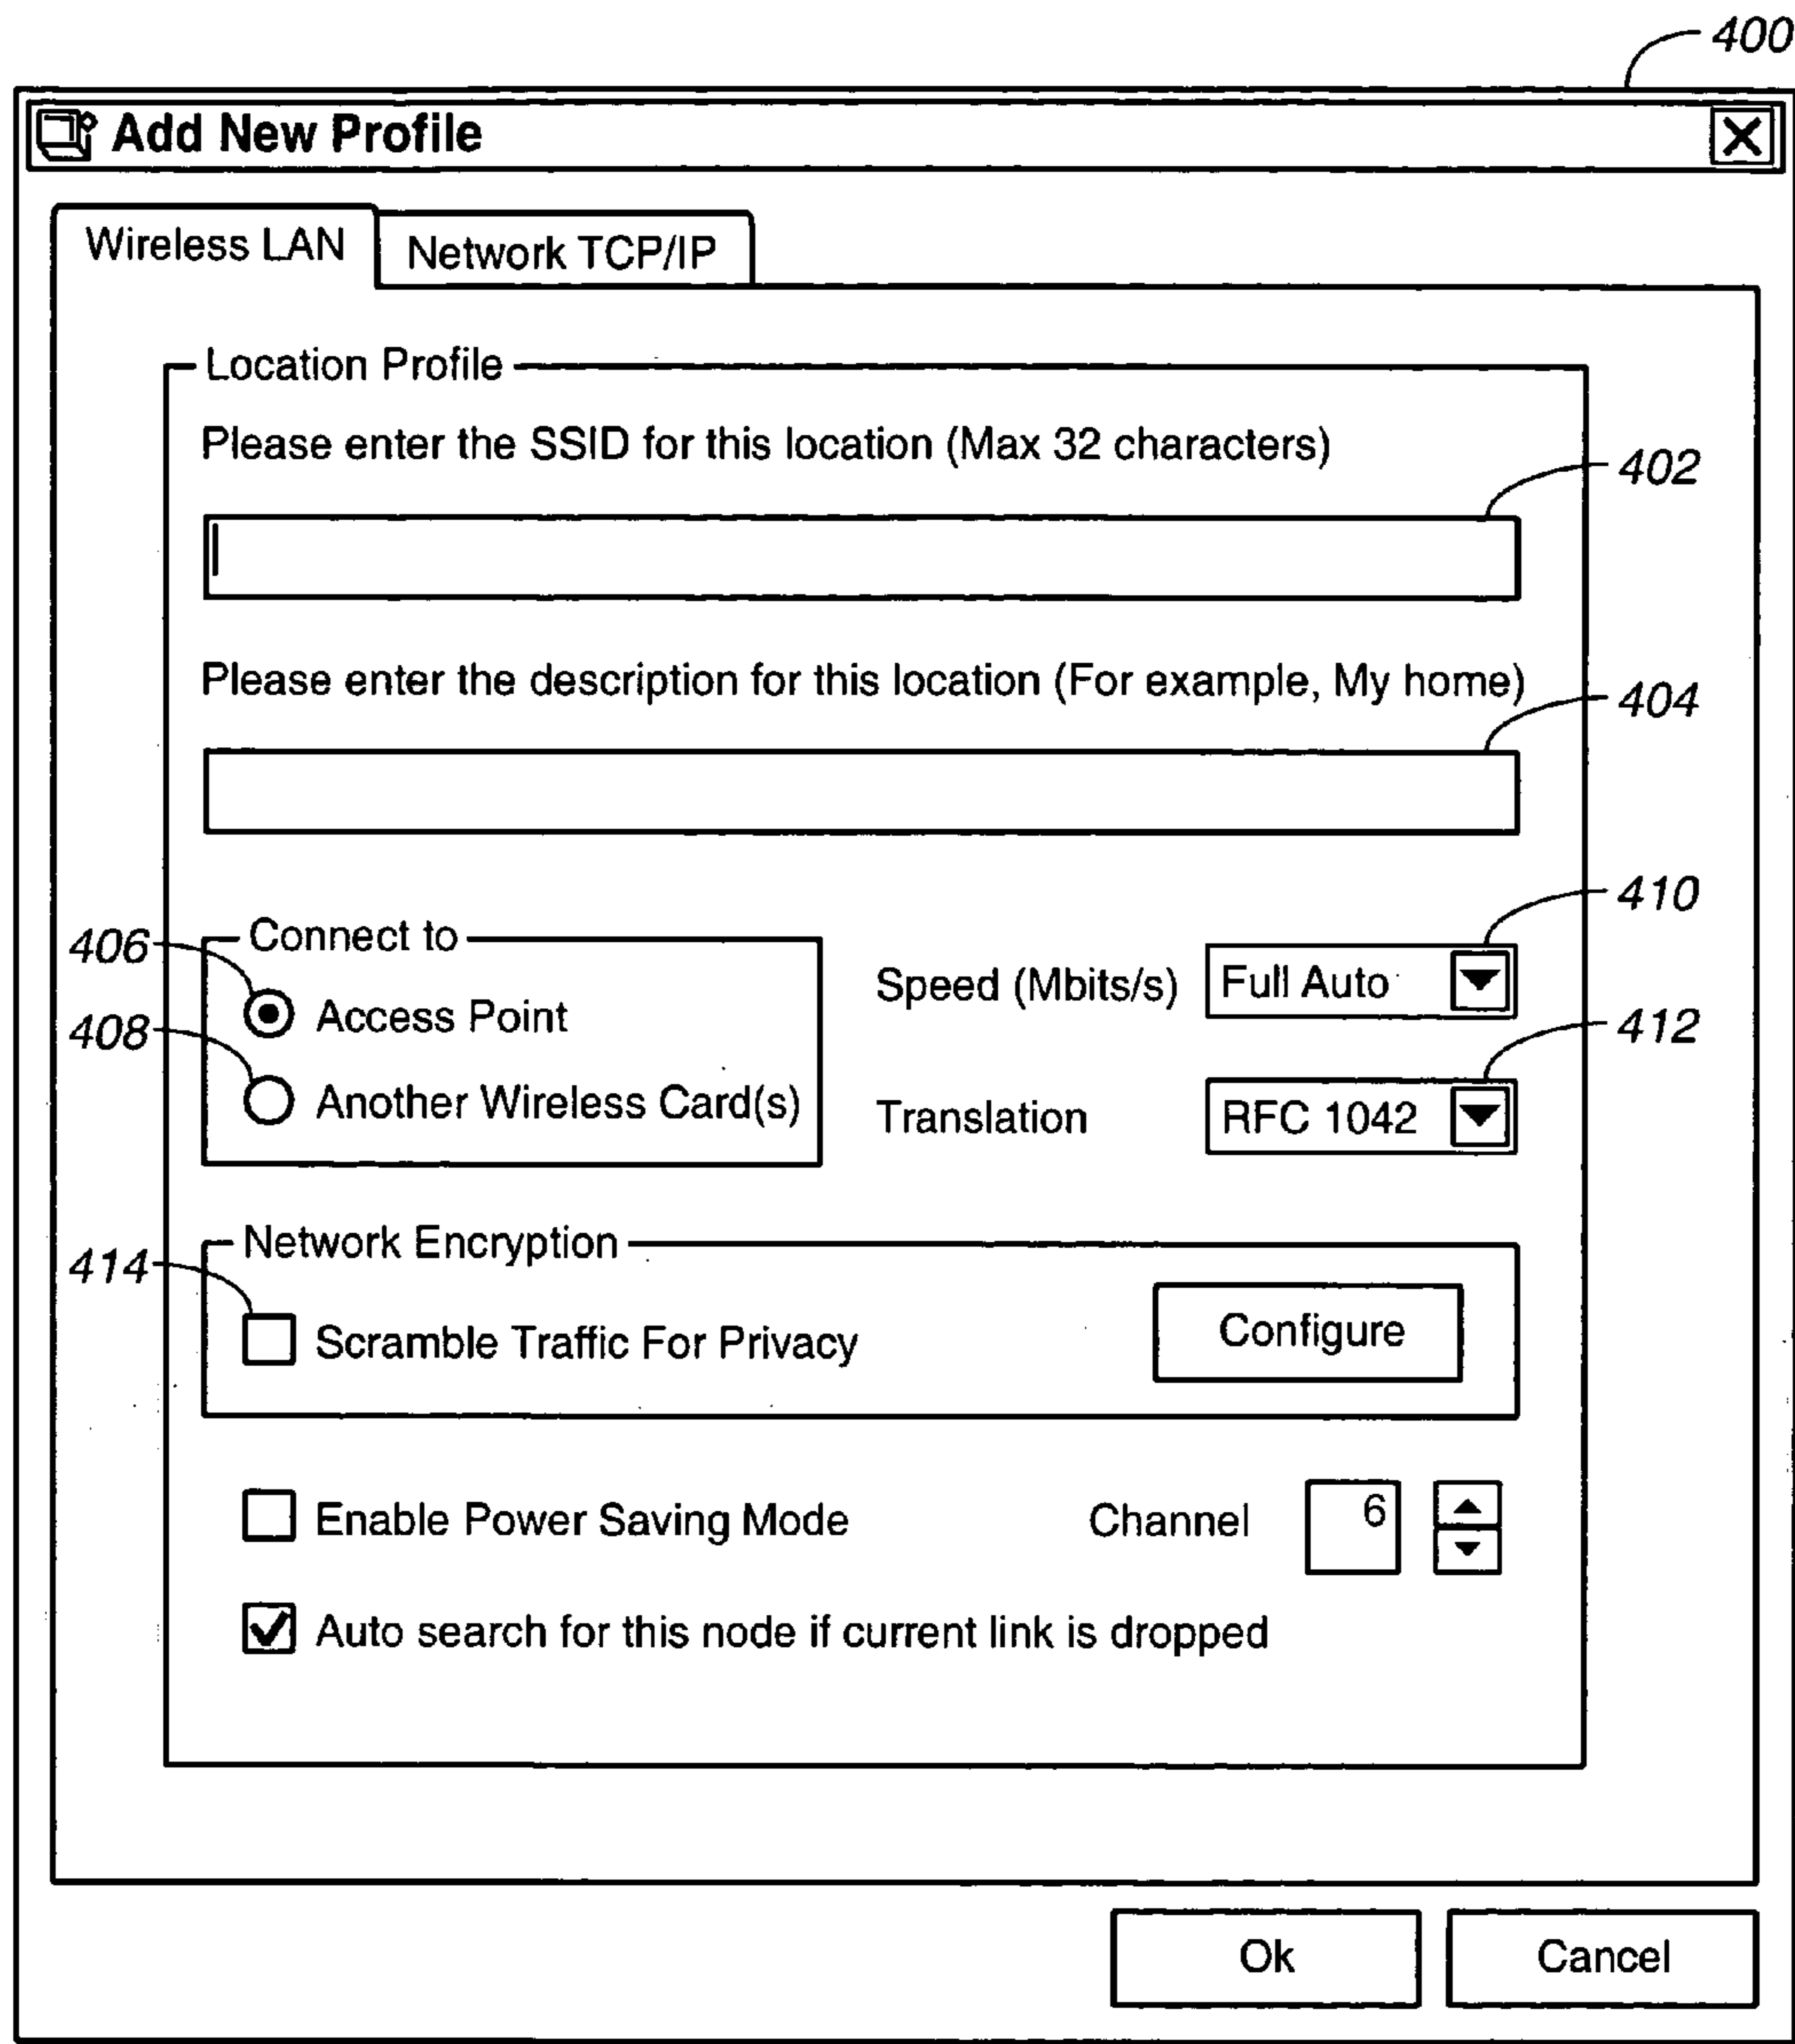 400
Add New Profile
Wireless LAN
Network TCP/IP
Location Profile
Please enter the SSID for this location (Max 32 characters)
402
Please enter the description for this location (For example, My home)
404
410
406
Connect to
Speed (Mbits/s)
Full Auto
Access Point
408
412
Another Wireless Card(s)
Translation
RFC 1042
Network Encryption
414
Scramble Traffic For Privacy
Configure
Enable Power Saving Mode
Channel
6
Auto search for this node if current link is dropped
Ok
Cancel